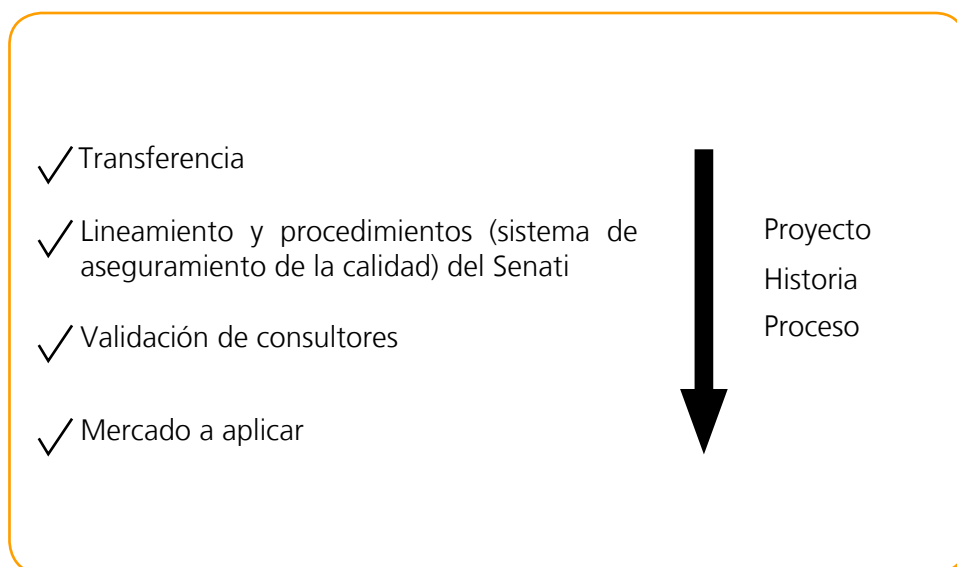 Transferencia
Lineamiento y procedimientos (sistema de
aseguramiento de la calidad) del Senati
Validación de consultores
Mercado a aplicar
Proyecto
Historia
Proceso